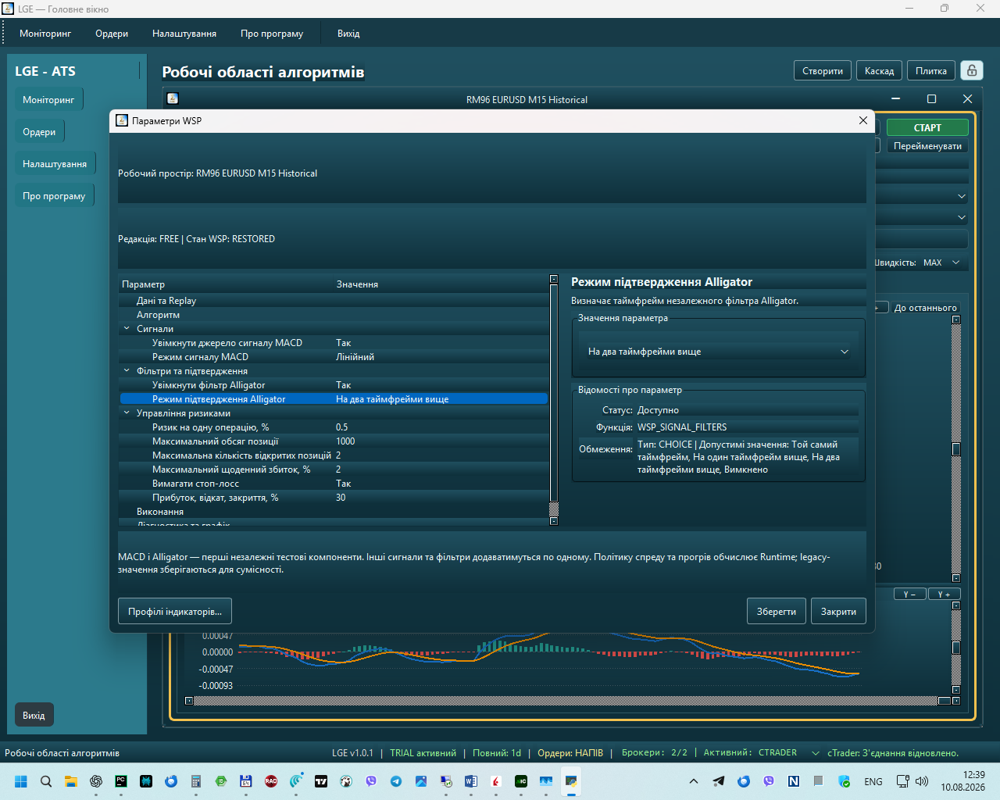 LGE — Головне вікно
Моніторинг
Ордери
Налаштування
Про програму
Вихід
LGE - ATS
Моніторинг
Ордери
Налаштування
Про програму
Вихід
Робочі області алгоритмів
Створити
Каскад
Плитка
RM96 EURUSD M15 Historical
СТАРТ
Перейменувати
Швидкість: MAX
До останнього
Параметри WSP
Робочий простір: RM96 EURUSD M15 Historical
Редакція: FREE | Стан WSP: RESTORED
Параметр Значення
Дані та Replay
Алгоритм
Сигнали
Увімкнути джерело сигналу MACD Так
Режим сигналу MACD Лінійний
Фільтри та підтвердження
Увімкнути фільтр Alligator Так
Режим підтвердження Alligator На два таймфрейми вище
Управління ризиками
Ризик на одну операцію, % 0.5
Максимальний обсяг позиції 1000
Максимальна кількість відкритих позицій 2
Максимальний щоденний збиток, % 2
Вимагати стоп-лосс Так
Прибуток, відкат, закриття, % 30
Виконання
Діагностика та графік
Режим підтвердження Alligator
Визначає таймфрейм незалежного фільтра Alligator.
Значення параметра
На два таймфрейми вище
Відомості про параметр
Статус: Доступно
Функція: WSP_SIGNAL_FILTERS
Обмеження: Тип: CHOICE | Допустимі значення: Той самий
таймфрейм, На один таймфрейм вище, На два
таймфрейми вище, Вимкнено
MACD і Alligator — перші незалежні тестові компоненти. Інші сигнали та фільтри додаватимуться по одному. Політику спреду та прогрів обчислює Runtime; legacy-
значення зберігаються для сумісності.
Профілі індикаторів...
Зберегти
Закрити
Y −
Y +
0.00047
0.00000
-0.00047
-0.00093
Робочі області алгоритмів
LGE v1.0.1 | TRIAL активний | Повний: 1d | Ордери: НАПІВ | Брокери: 2/2 | Активний: CTRADER
cTrader: З'єднання відновлено.
ENG
12:39
10.08.2026